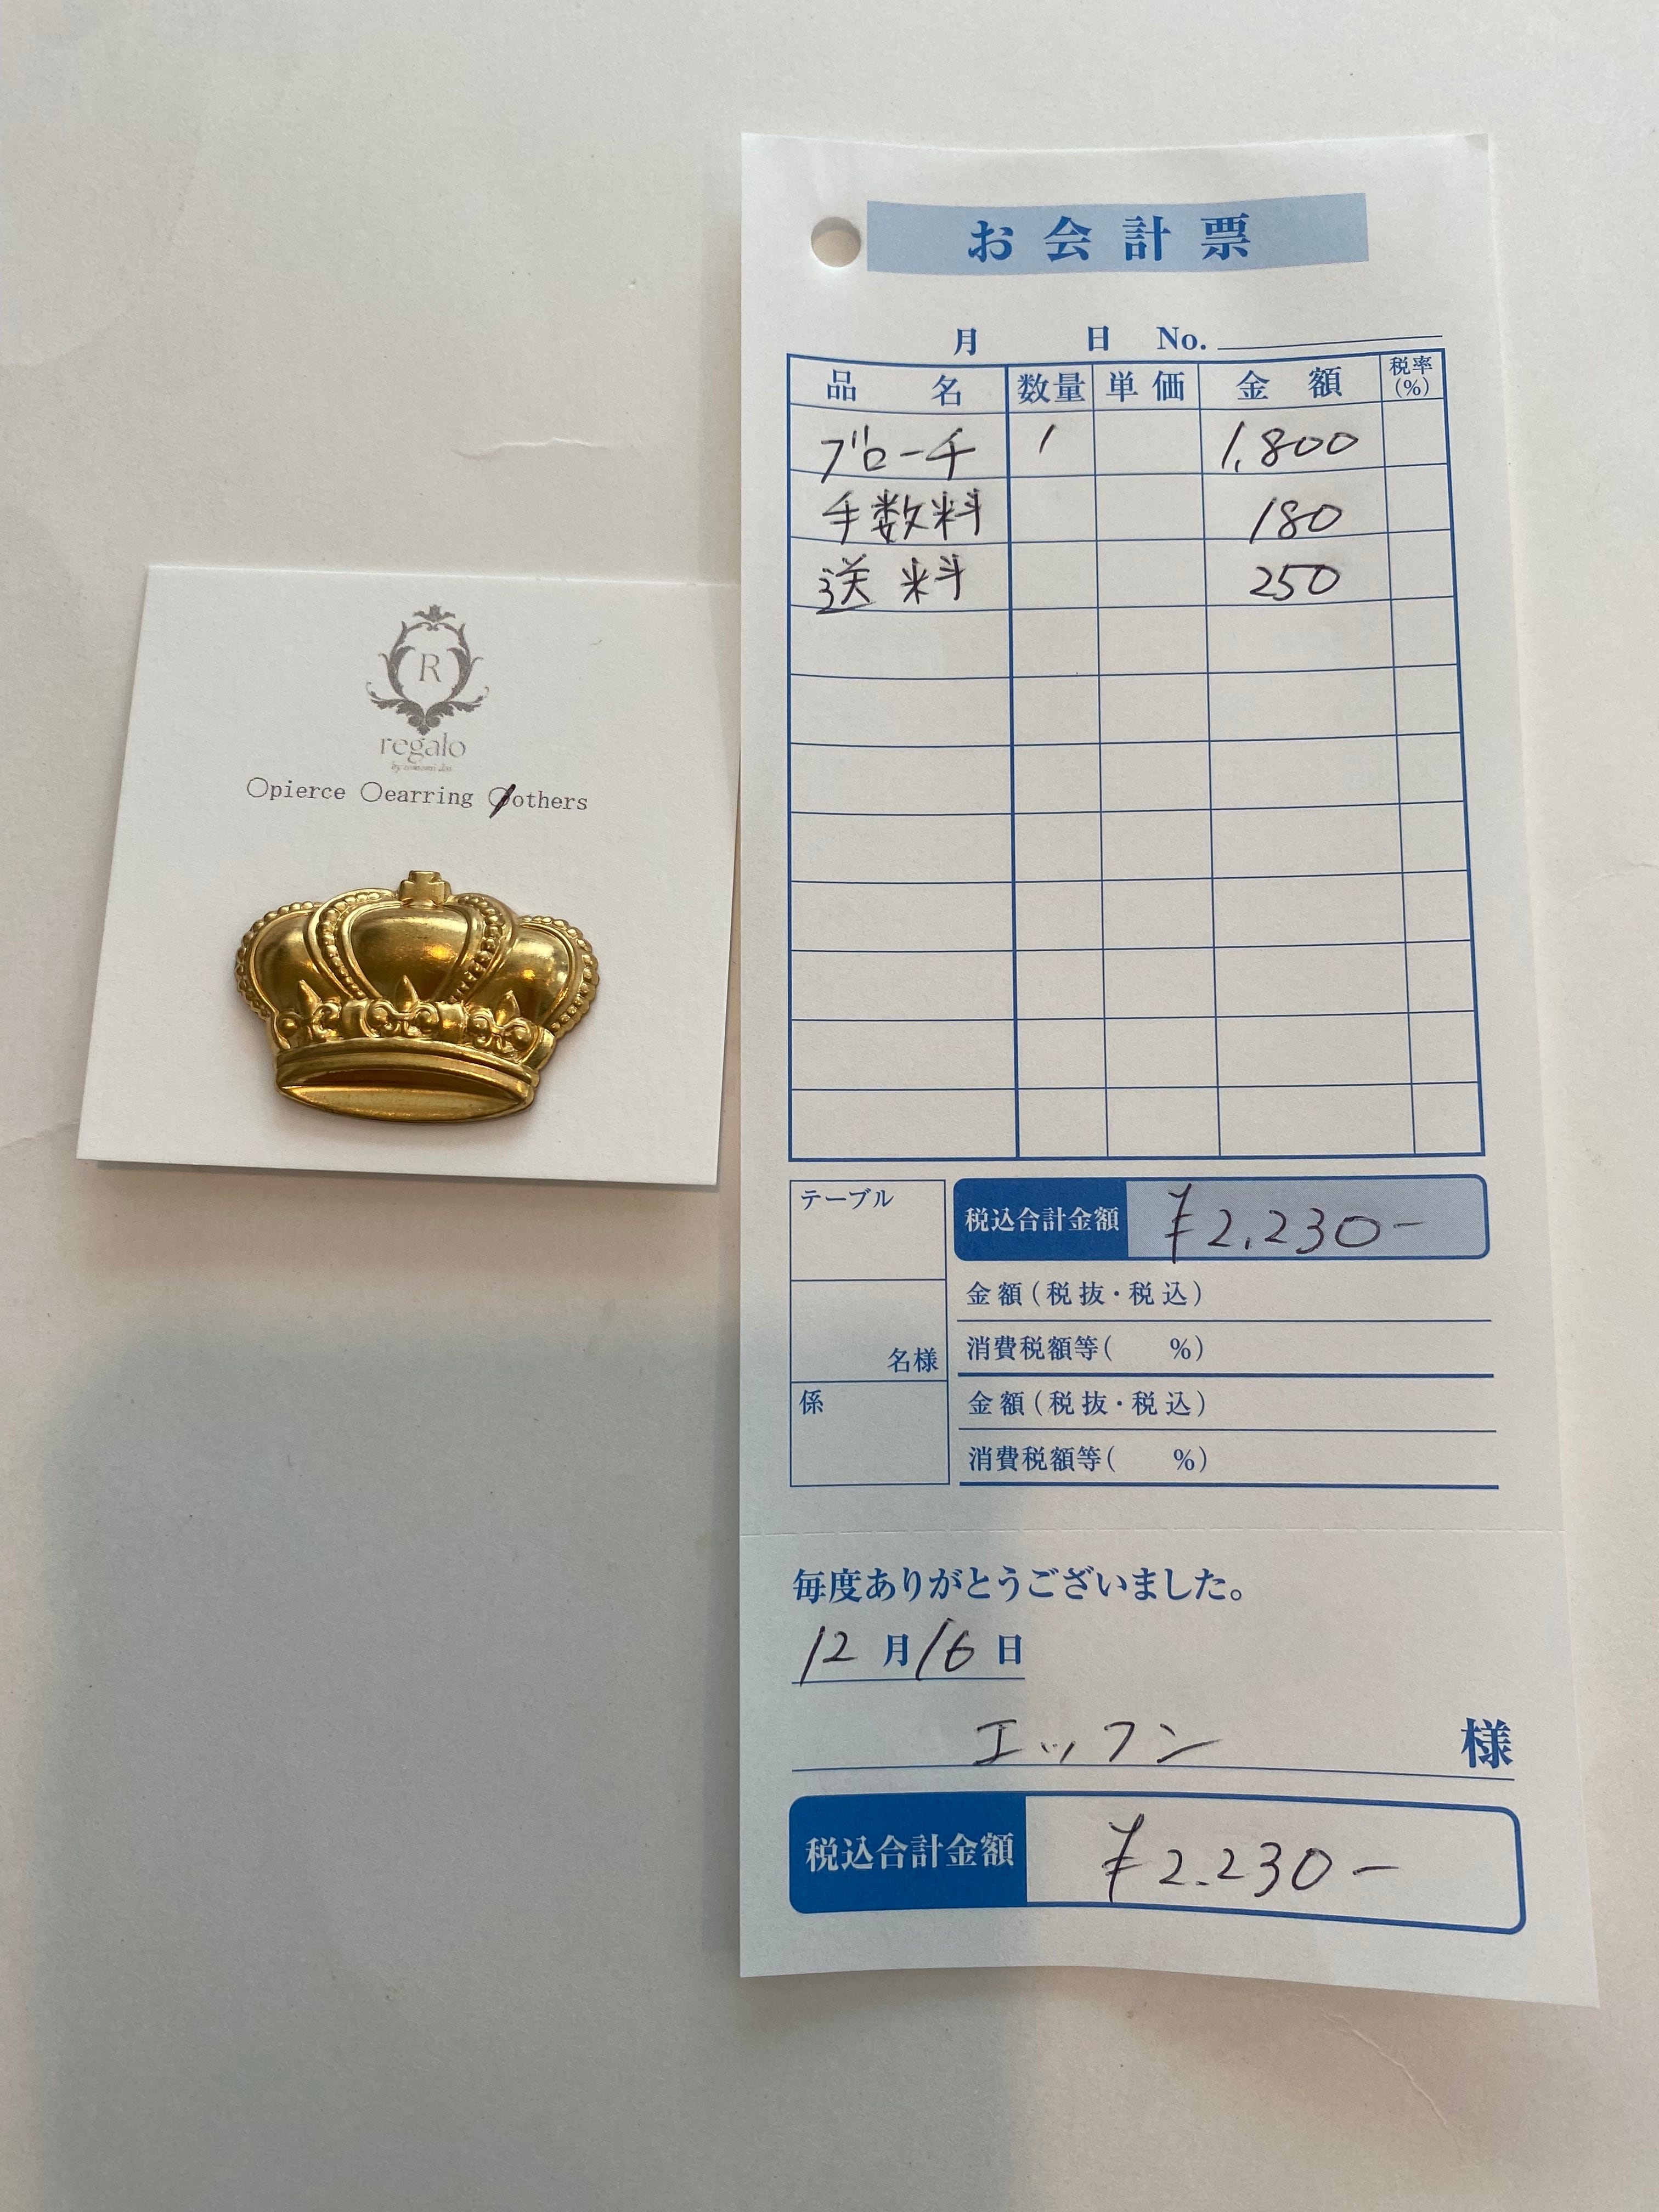 R
regalo
○pierce ○earring ○others
お会計票
月 日 No.
品名 数量 単価 金額 税率(%)
ブローチ 1 1,800
手数料 180
送料 250
テーブル
名様
係
税込合計金額 ¥2,230-
金額(税抜・税込)
消費税額等( %)
金額(税抜・税込)
消費税額等( %)
毎度ありがとうございました。
12月16日
エッフン 様
税込合計金額 ¥2.230-